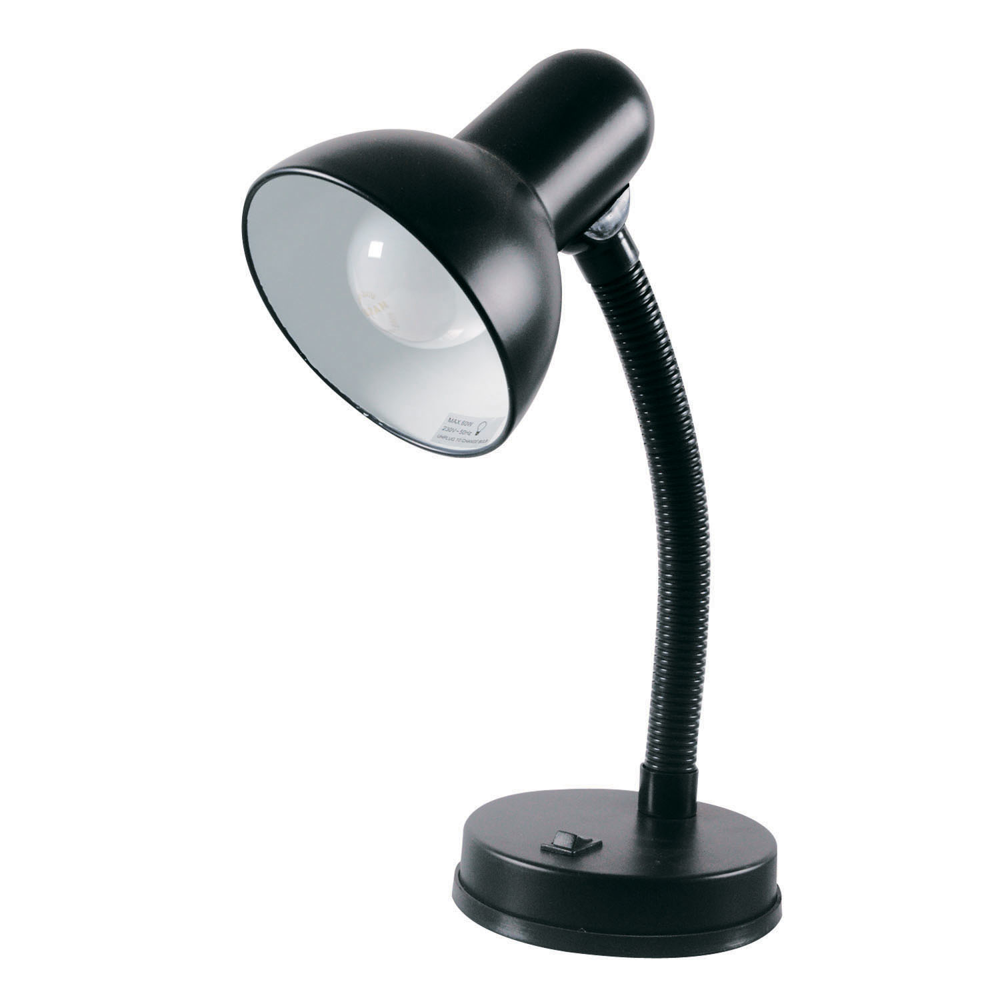 MAX.60W
230V~50Hz
UNPLUG TO CHANGE BULB